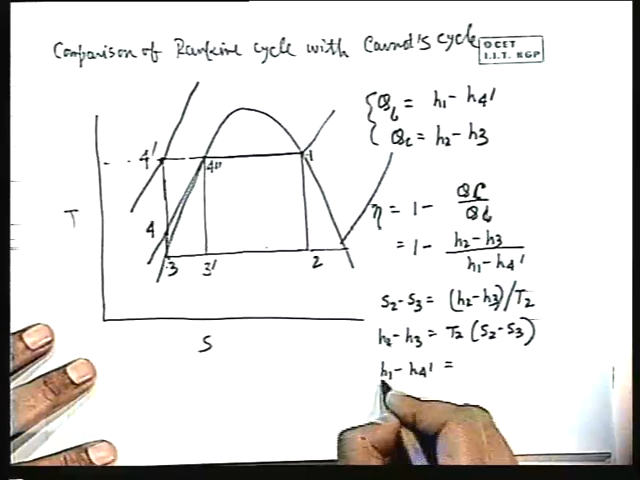 Comparison of Rankine cycle with Carnot's cycle
© CET
I.I.T. KGP
Q₁ = h₁ - h₄'
Q₂ = h₂ - h₃
4' 4" 1
T
4
3 3' 2
S
η = 1 - Q₂/Q₁
= 1 - (h₂ - h₃)/(h₁ - h₄')
s₂ - s₃ = (h₂ - h₃)/T₂
h₂ - h₃ = T₂ (s₂ - s₃)
h₁ - h₄' =